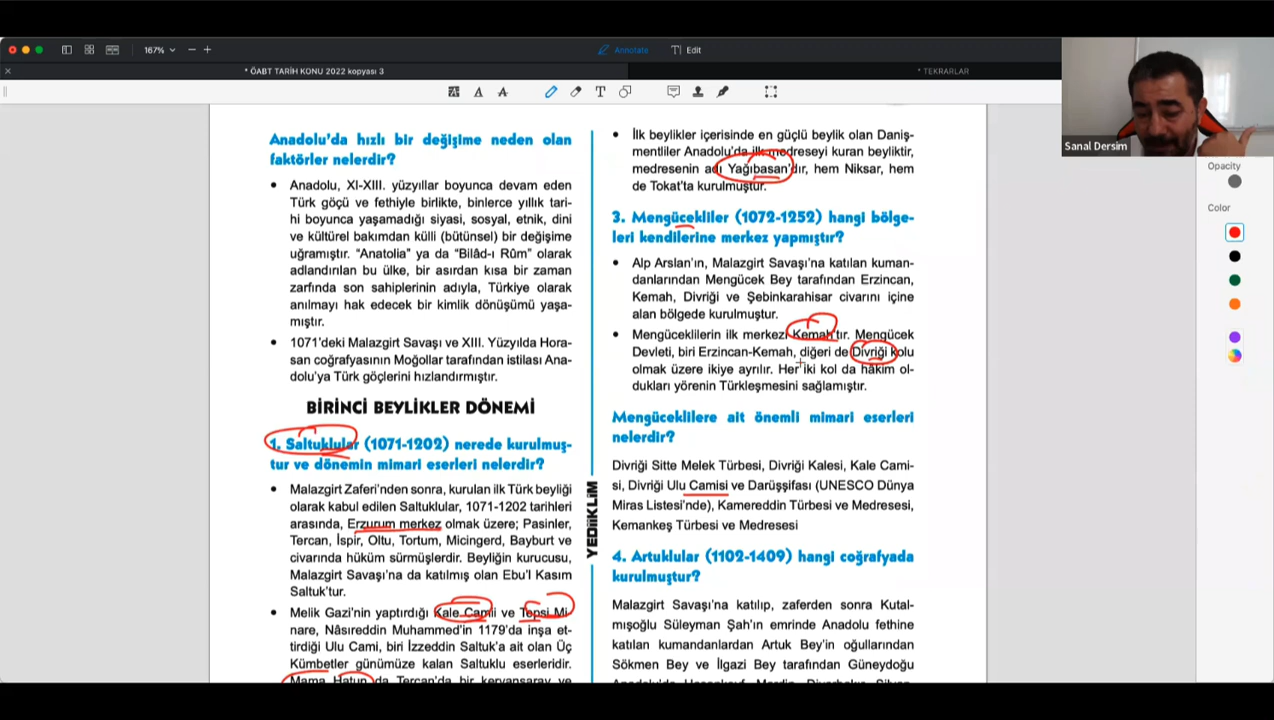 167%
Annotate
Edit
* ÖABT TARİH KONU 2022 kopyası 3
* TEKRARLAR
Sanal Dersim
Opacity
Color
Anadolu'da hızlı bir değişime neden olan
faktörler nelerdir?
• Anadolu, XI-XIII. yüzyıllar boyunca devam eden
Türk göçü ve fethiyle birlikte, binlerce yıllık tari-
hi boyunca yaşamadığı siyasi, sosyal, etnik, dini
ve kültürel bakımdan külli (bütünsel) bir değişime
uğramıştır. “Anatolia” ya da “Bilâd-ı Rûm” olarak
adlandırılan bu ülke, bir asırdan kısa bir zaman
zarfında son sahiplerinin adıyla, Türkiye olarak
anılmayı hak edecek bir kimlik dönüşümü yaşa-
mıştır.
• 1071'deki Malazgirt Savaşı ve XIII. Yüzyılda Hora-
san coğrafyasının Moğollar tarafından istilası Ana-
dolu'ya Türk göçlerini hızlandırmıştır.
BİRİNCİ BEYLİKLER DÖNEMİ
1. Saltuklular (1071-1202) nerede kurulmuş-
tur ve dönemin mimari eserleri nelerdir?
• Malazgirt Zaferi'nden sonra, kurulan ilk Türk beyliği
olarak kabul edilen Saltuklular, 1071-1202 tarihleri
arasında, Erzurum merkez olmak üzere; Pasinler,
Tercan, İspir, Oltu, Tortum, Micingerd, Bayburt ve
civarında hüküm sürmüşlerdir. Beyliğin kurucusu,
Malazgirt Savaşı'na da katılmış olan Ebu'l Kasım
Saltuk'tur.
• Melik Gazi'nin yaptırdığı Kale Camii ve Tepsi Mi-
nare, Nâsıreddin Muhammed'in 1179'da inşa et-
tirdiği Ulu Cami, biri İzzeddin Saltuk'a ait olan Üç
Kümbetler günümüze kalan Saltuklu eserleridir.
Mama Hatun'da Tercan'da bir kervansaray ve
YEDİİKLİM
• İlk beylikler içerisinde en güçlü beylik olan Daniş-
mentliler Anadolu'da ilk medreseyi kuran beyliktir,
medresenin adı Yağıbasan'dır, hem Niksar, hem
de Tokat'ta kurulmuştur.
3. Mengücekliler (1072-1252) hangi bölge-
leri kendilerine merkez yapmıştır?
• Alp Arslan'ın, Malazgirt Savaşı'na katılan kuman-
danlarından Mengücek Bey tarafından Erzincan,
Kemah, Divriği ve Şebinkarahisar civarını içine
alan bölgede kurulmuştur.
• Mengüceklilerin ilk merkezi Kemah'tır. Mengücek
Devleti, biri Erzincan-Kemah, diğeri de Divriği kolu
olmak üzere ikiye ayrılır. Her iki kol da hâkim ol-
dukları yörenin Türkleşmesini sağlamıştır.
Mengüceklilere ait önemli mimari eserleri
nelerdir?
Divriği Sitte Melek Türbesi, Divriği Kalesi, Kale Cami-
si, Divriği Ulu Camisi ve Darüşşifası (UNESCO Dünya
Miras Listesi'nde), Kamereddin Türbesi ve Medresesi,
Kemankeş Türbesi ve Medresesi
4. Artuklular (1102-1409) hangi coğrafyada
kurulmuştur?
Malazgirt Savaşı'na katılıp, zaferden sonra Kutal-
mışoğlu Süleyman Şah'ın emrinde Anadolu fethine
katılan kumandanlardan Artuk Bey'in oğullarından
Sökmen Bey ve İlgazi Bey tarafından Güneydoğu